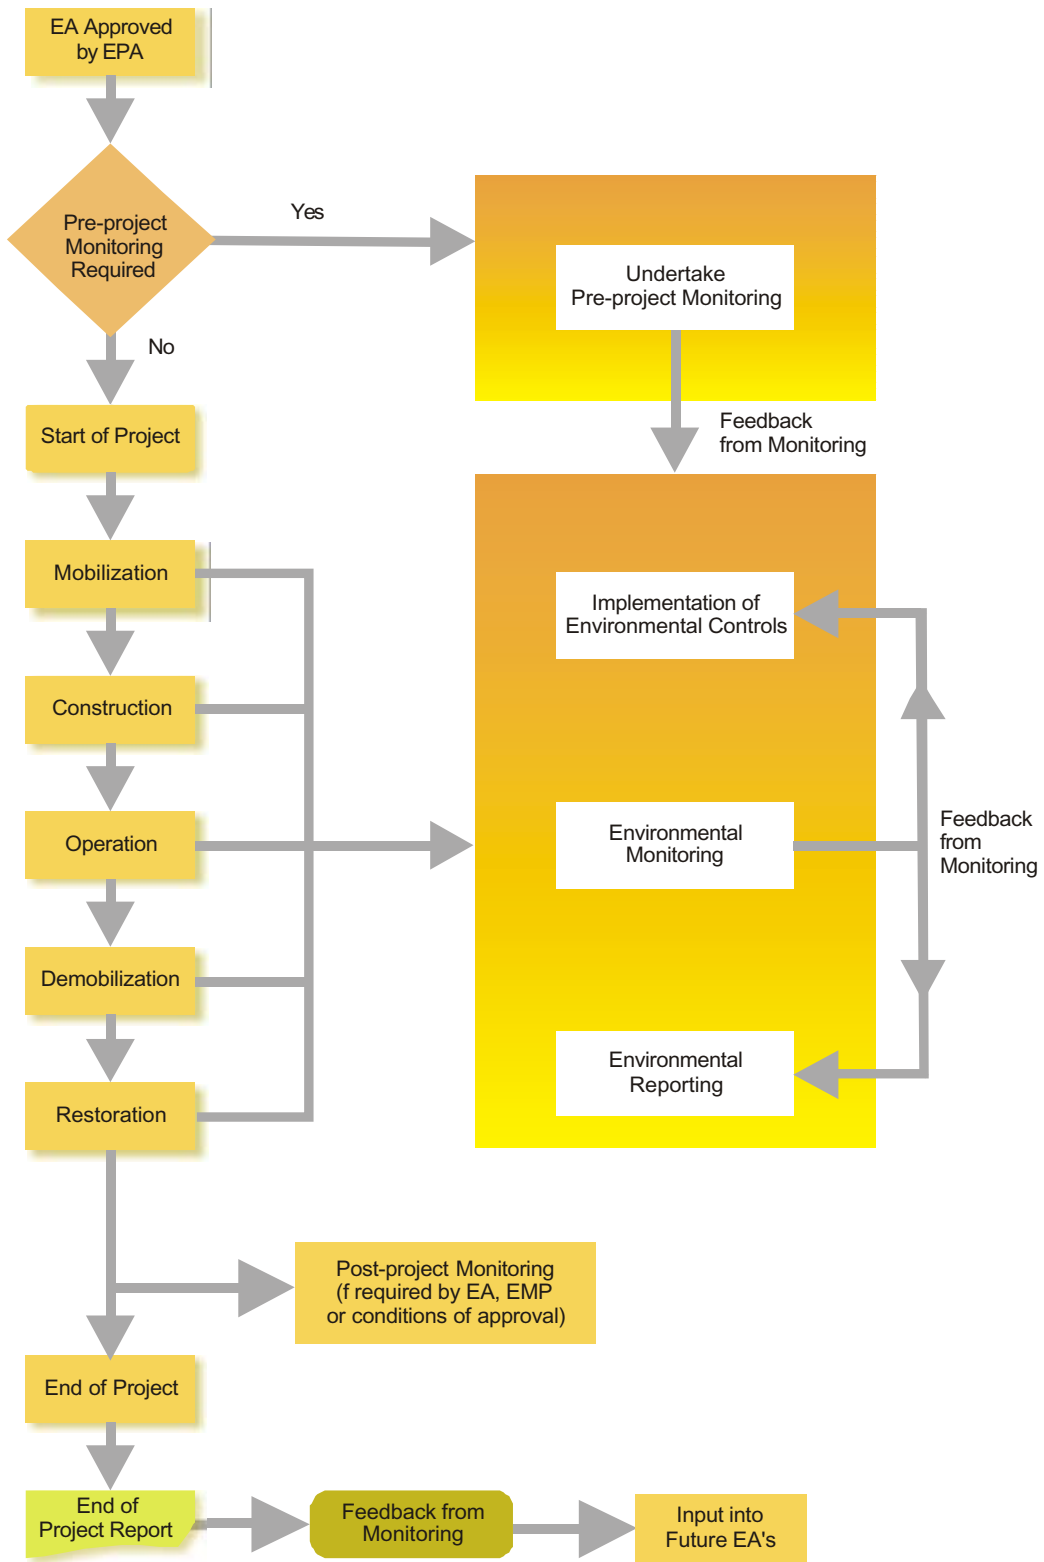 EA Approved
by EPA
Pre-project
Monitoring
Required
Yes
No
Undertake
Pre-project Monitoring
Feedback
from Monitoring
Start of Project
Mobilization
Construction
Operation
Demobilization
Restoration
Implementation of
Environmental Controls
Environmental
Monitoring
Environmental
Reporting
Feedback
from
Monitoring
Post-project Monitoring
(f required by EA, EMP
or conditions of approval)
End of Project
End of
Project Report
Feedback from
Monitoring
Input into
Future EA's